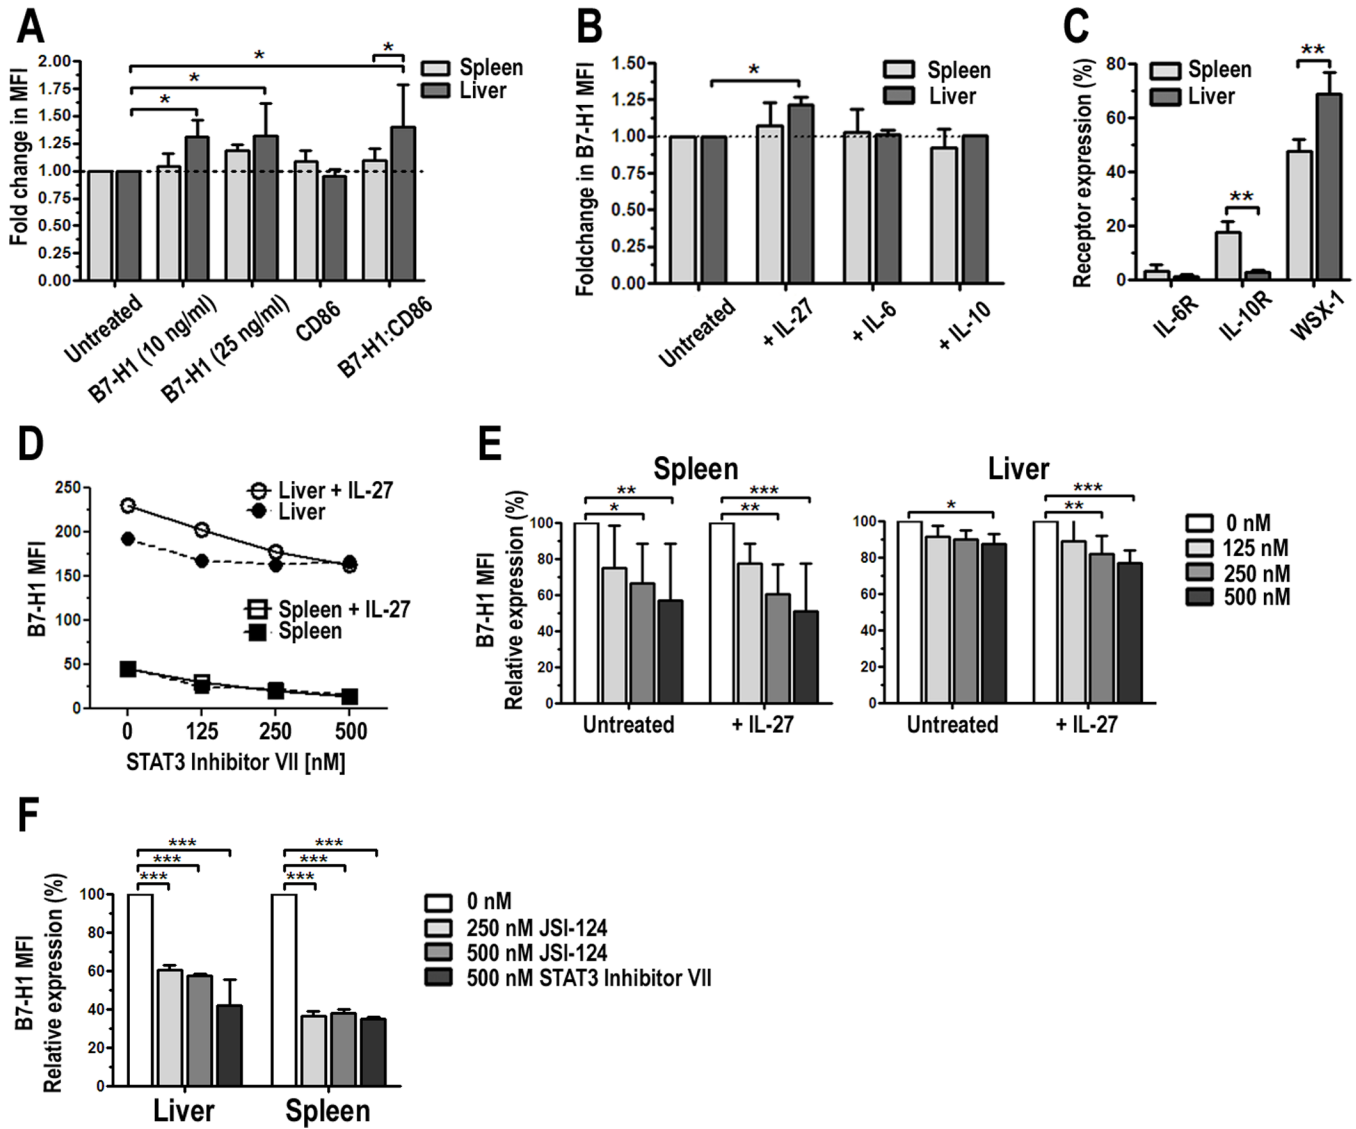 A
Fold change in MFI
2.00
1.75
1.50
1.25
1.00
0.75
0.50
0.25
0.00
*
*
*
*
Spleen
Liver
Untreated
B7-H1 (10 ng/ml)
B7-H1 (25 ng/ml)
CD86
B7-H1:CD86
B
Foldchange in B7-H1 MFI
1.50
1.25
1.00
0.75
0.50
0.25
0.00
*
Spleen
Liver
Untreated
+ IL-27
+ IL-6
+ IL-10
C
Receptor expression (%)
80
60
40
20
0
**
**
Spleen
Liver
IL-6R
IL-10R
WSX-1
D
B7-H1 MFI
250
200
150
100
50
0
Liver + IL-27
Liver
Spleen + IL-27
Spleen
0 125 250 500
STAT3 Inhibitor VII [nM]
E
B7-H1 MFI
Relative expression (%)
Spleen
100
80
60
40
20
0
**
*
***
**
Untreated + IL-27
Liver
100
80
60
40
20
0
*
***
**
Untreated + IL-27
0 nM
125 nM
250 nM
500 nM
F
B7-H1 MFI
Relative expression (%)
100
80
60
40
20
0
***
***
***
***
***
***
Liver Spleen
0 nM
250 nM JSI-124
500 nM JSI-124
500 nM STAT3 Inhibitor VII